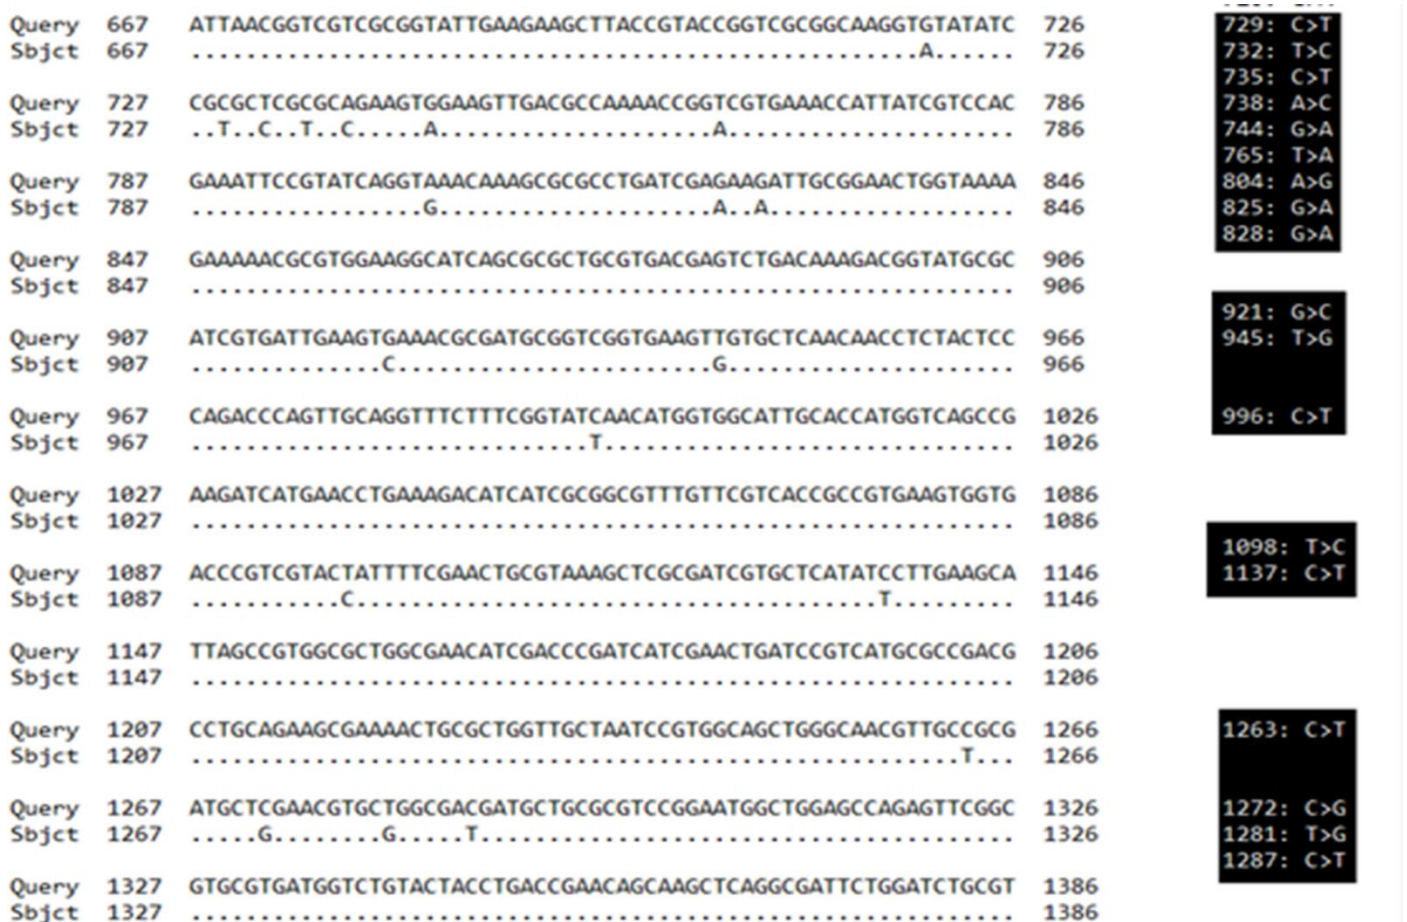 Query 667 ATTAACGGTCGTCGCGGTATTGAAGAAGCTTACCGTACCGGTCGCGGCAAGGTGTATATC 726
Sbjct 667 .....................................................A...... 726
729: C>T
732: T>C
735: C>T
Query 727 CGCGCTCGCGCAGAAGTGGAAGTTGACGCCAAAACCGGTCGTGAAACCATTATCGTCCAC 786
738: A>C
Sbjct 727 ..T..C..T..C.....A....................A..................... 786
744: G>A
765: T>A
Query 787 GAAATTCCGTATCAGGTAAACAAAGCGCGCCTGATCGAGAAGATTGCGGAACTGGTAAAA 846
804: A>G
Sbjct 787 .................G....................A..A.................. 846
825: G>A
828: G>A
Query 847 GAAAAACGCGTGGAAGGCATCAGCGCGCTGCGTGACGAGTCTGACAAAGACGGTATGCGC 906
Sbjct 847 ............................................................ 906
921: G>C
Query 907 ATCGTGATTGAAGTGAAACGCGATGCGGTCGGTGAAGTTGTGCTCAACAACCTCTACTCC 966
945: T>G
Sbjct 907 ..............C.......................G..................... 966
Query 967 CAGACCCAGTTGCAGGTTTCTTTCGGTATCAACATGGTGGCATTGCACCATGGTCAGCCG 1026
996: C>T
Sbjct 967 .............................T.............................. 1026
Query 1027 AAGATCATGAACCTGAAAGACATCATCGCGGCGTTTGTTCGTCACCGCCGTGAAGTGGTG 1086
Sbjct 1027 ............................................................ 1086
1098: T>C
Query 1087 ACCCGTCGTACTATTTTCGAACTGCGTAAAGCTCGCGATCGTGCTCATATCCTTGAAGCA 1146
1137: C>T
Sbjct 1087 ...........C......................................T......... 1146
Query 1147 TTAGCCGTGGCGCTGGCGAACATCGACCCGATCATCGAACTGATCCGTCATGCGCCGACG 1206
Sbjct 1147 ............................................................ 1206
Query 1207 CCTGCAGAAGCGAAAACTGCGCTGGTTGCTAATCCGTGGCAGCTGGGCAACGTTGCCGCG 1266
1263: C>T
Sbjct 1207 ........................................................T... 1266
Query 1267 ATGCTCGAACGTGCTGGCGACGATGCTGCGCGTCCGGAATGGCTGGAGCCAGAGTTCGGC 1326
1272: C>G
Sbjct 1267 .....G........G.....T....................................... 1326
1281: T>G
1287: C>T
Query 1327 GTGCGTGATGGTCTGTACTACCTGACCGAACAGCAAGCTCAGGCGATTCTGGATCTGCGT 1386
Sbjct 1327 ............................................................ 1386